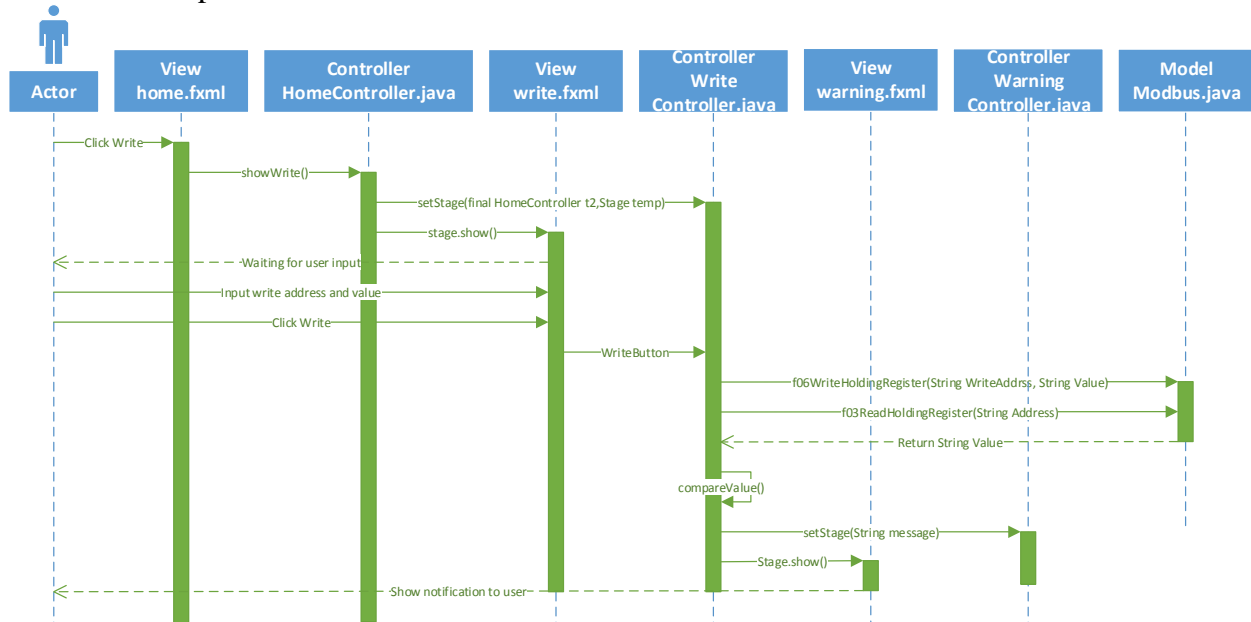 Actor
View
home.fxml
Controller
HomeController.java
View
write.fxml
Controller
Write
Controller.java
View
warning.fxml
Controller
Warning
Controller.java
Model
Modbus.java
Click Write
showWrite()
setStage(final HomeController t2,Stage temp)
stage.show()
Waiting for user input
Input write address and value
Click Write
WriteButton
f06WriteHoldingRegister(String WriteAddrss, String Value)
f03ReadHoldingRegister(String Address)
Return String Value
compareValue()
setStage(String message)
Stage.show()
Show notification to user